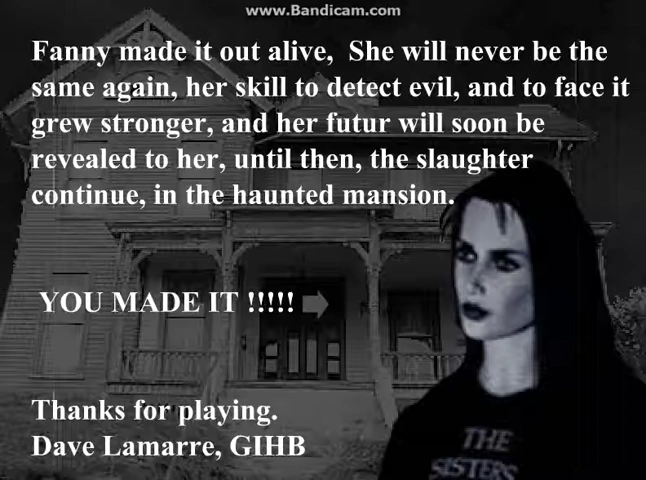 www.Bandicam.com
Fanny made it out alive, She will never be the
same again, her skill to detect evil, and to face it
grew stronger, and her futur will soon be
revealed to her, until then, the slaughter
continue, in the haunted mansion.
YOU MADE IT !!!!!
Thanks for playing.
Dave Lamarre, GIHB
THE
SISTERS